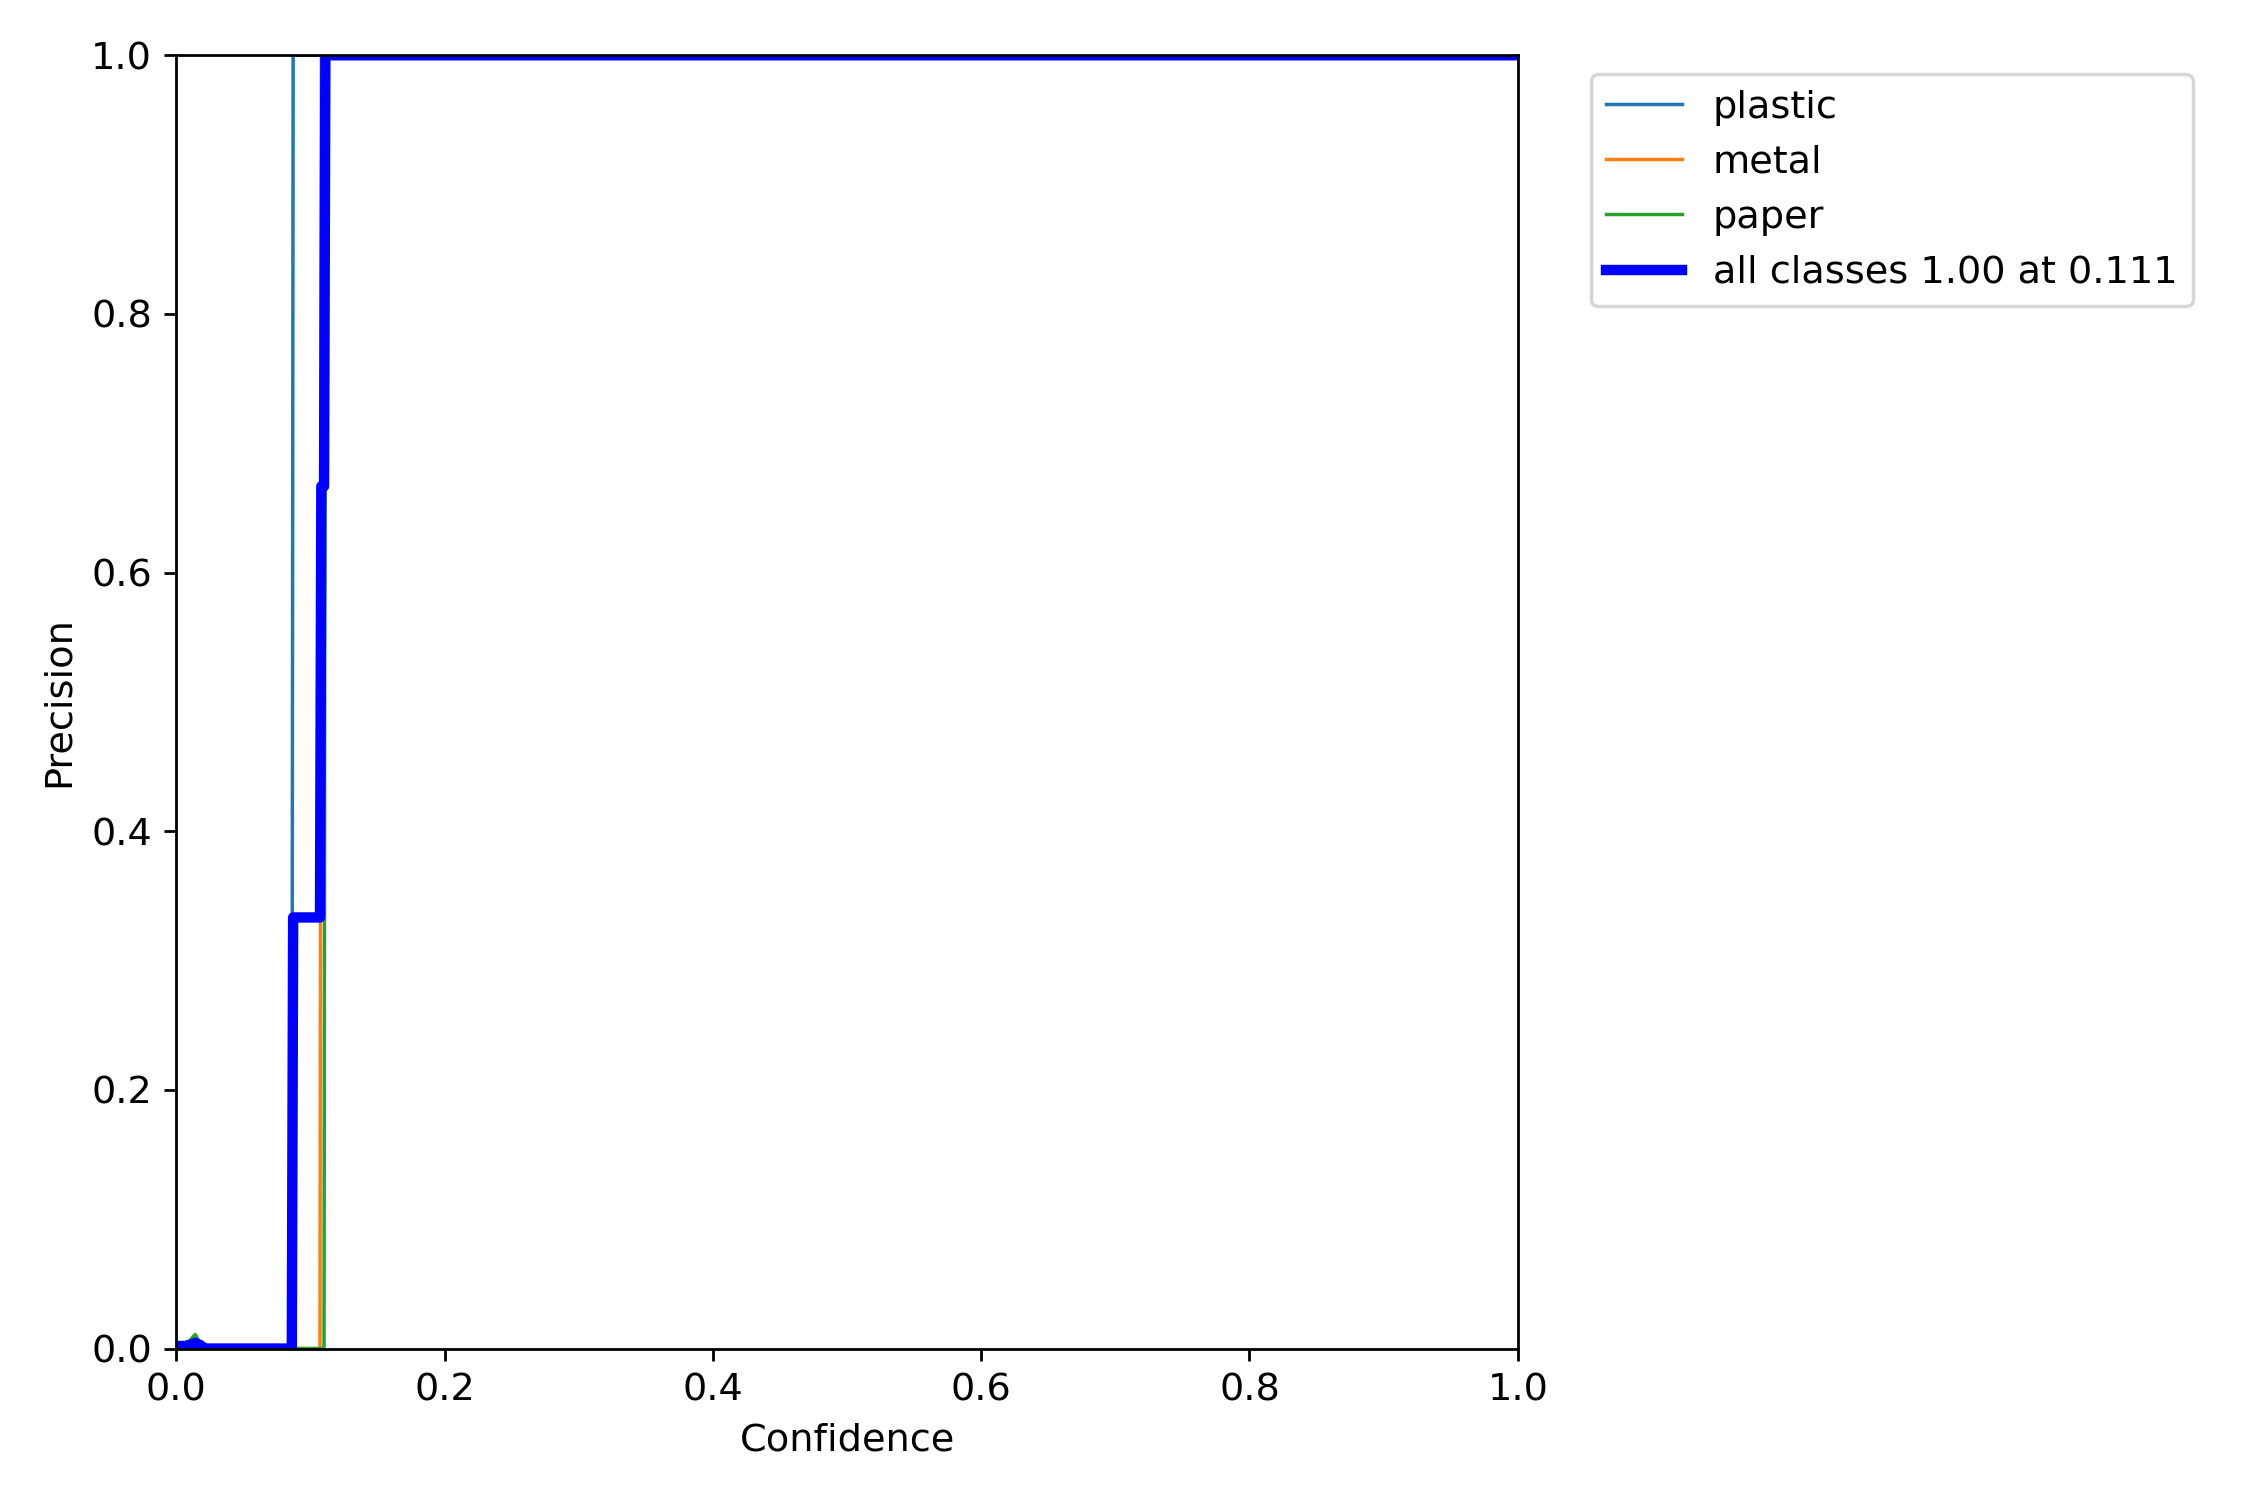 1.0
0.8
0.6
0.4
0.2
0.0
Precision
0.0 0.2 0.4 0.6 0.8 1.0
Confidence
plastic
metal
paper
all classes 1.00 at 0.111